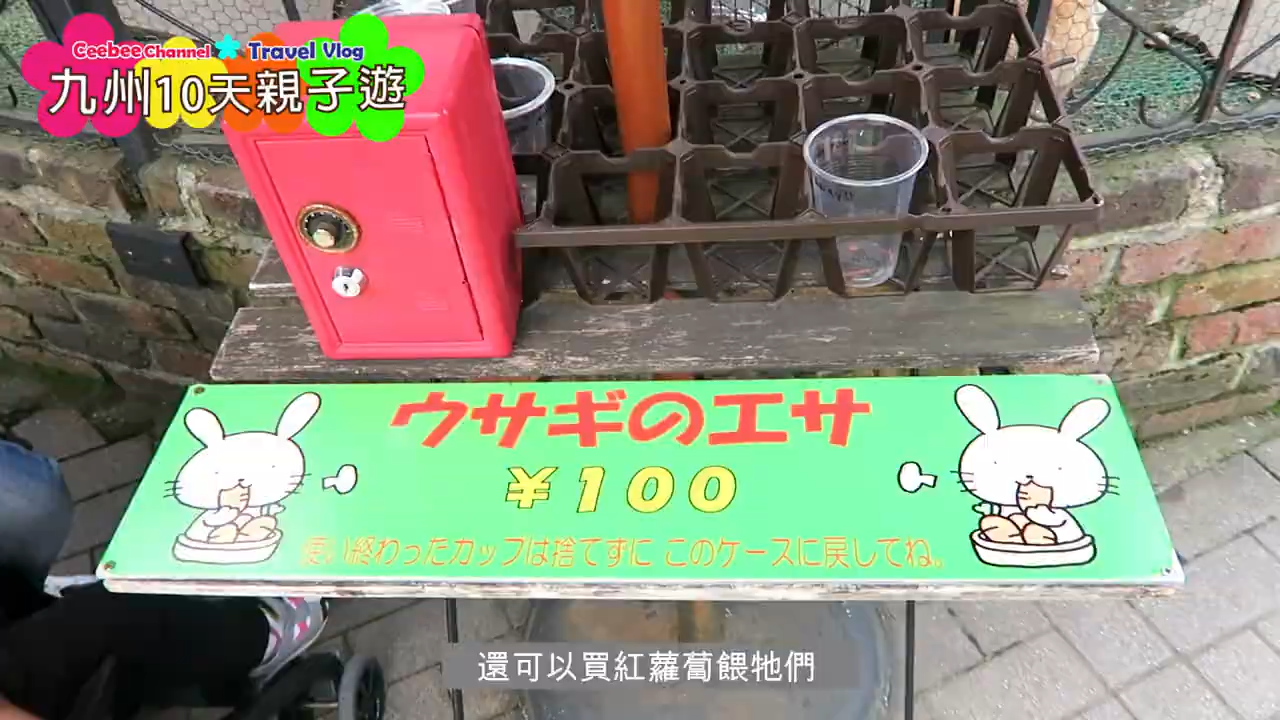 Ceebee Channel Travel Vlog
九州10天親子遊
ウサギのエサ
¥100
使い終わったカップは捨てずに このケースに戻してね。
還可以買紅蘿蔔餵牠們